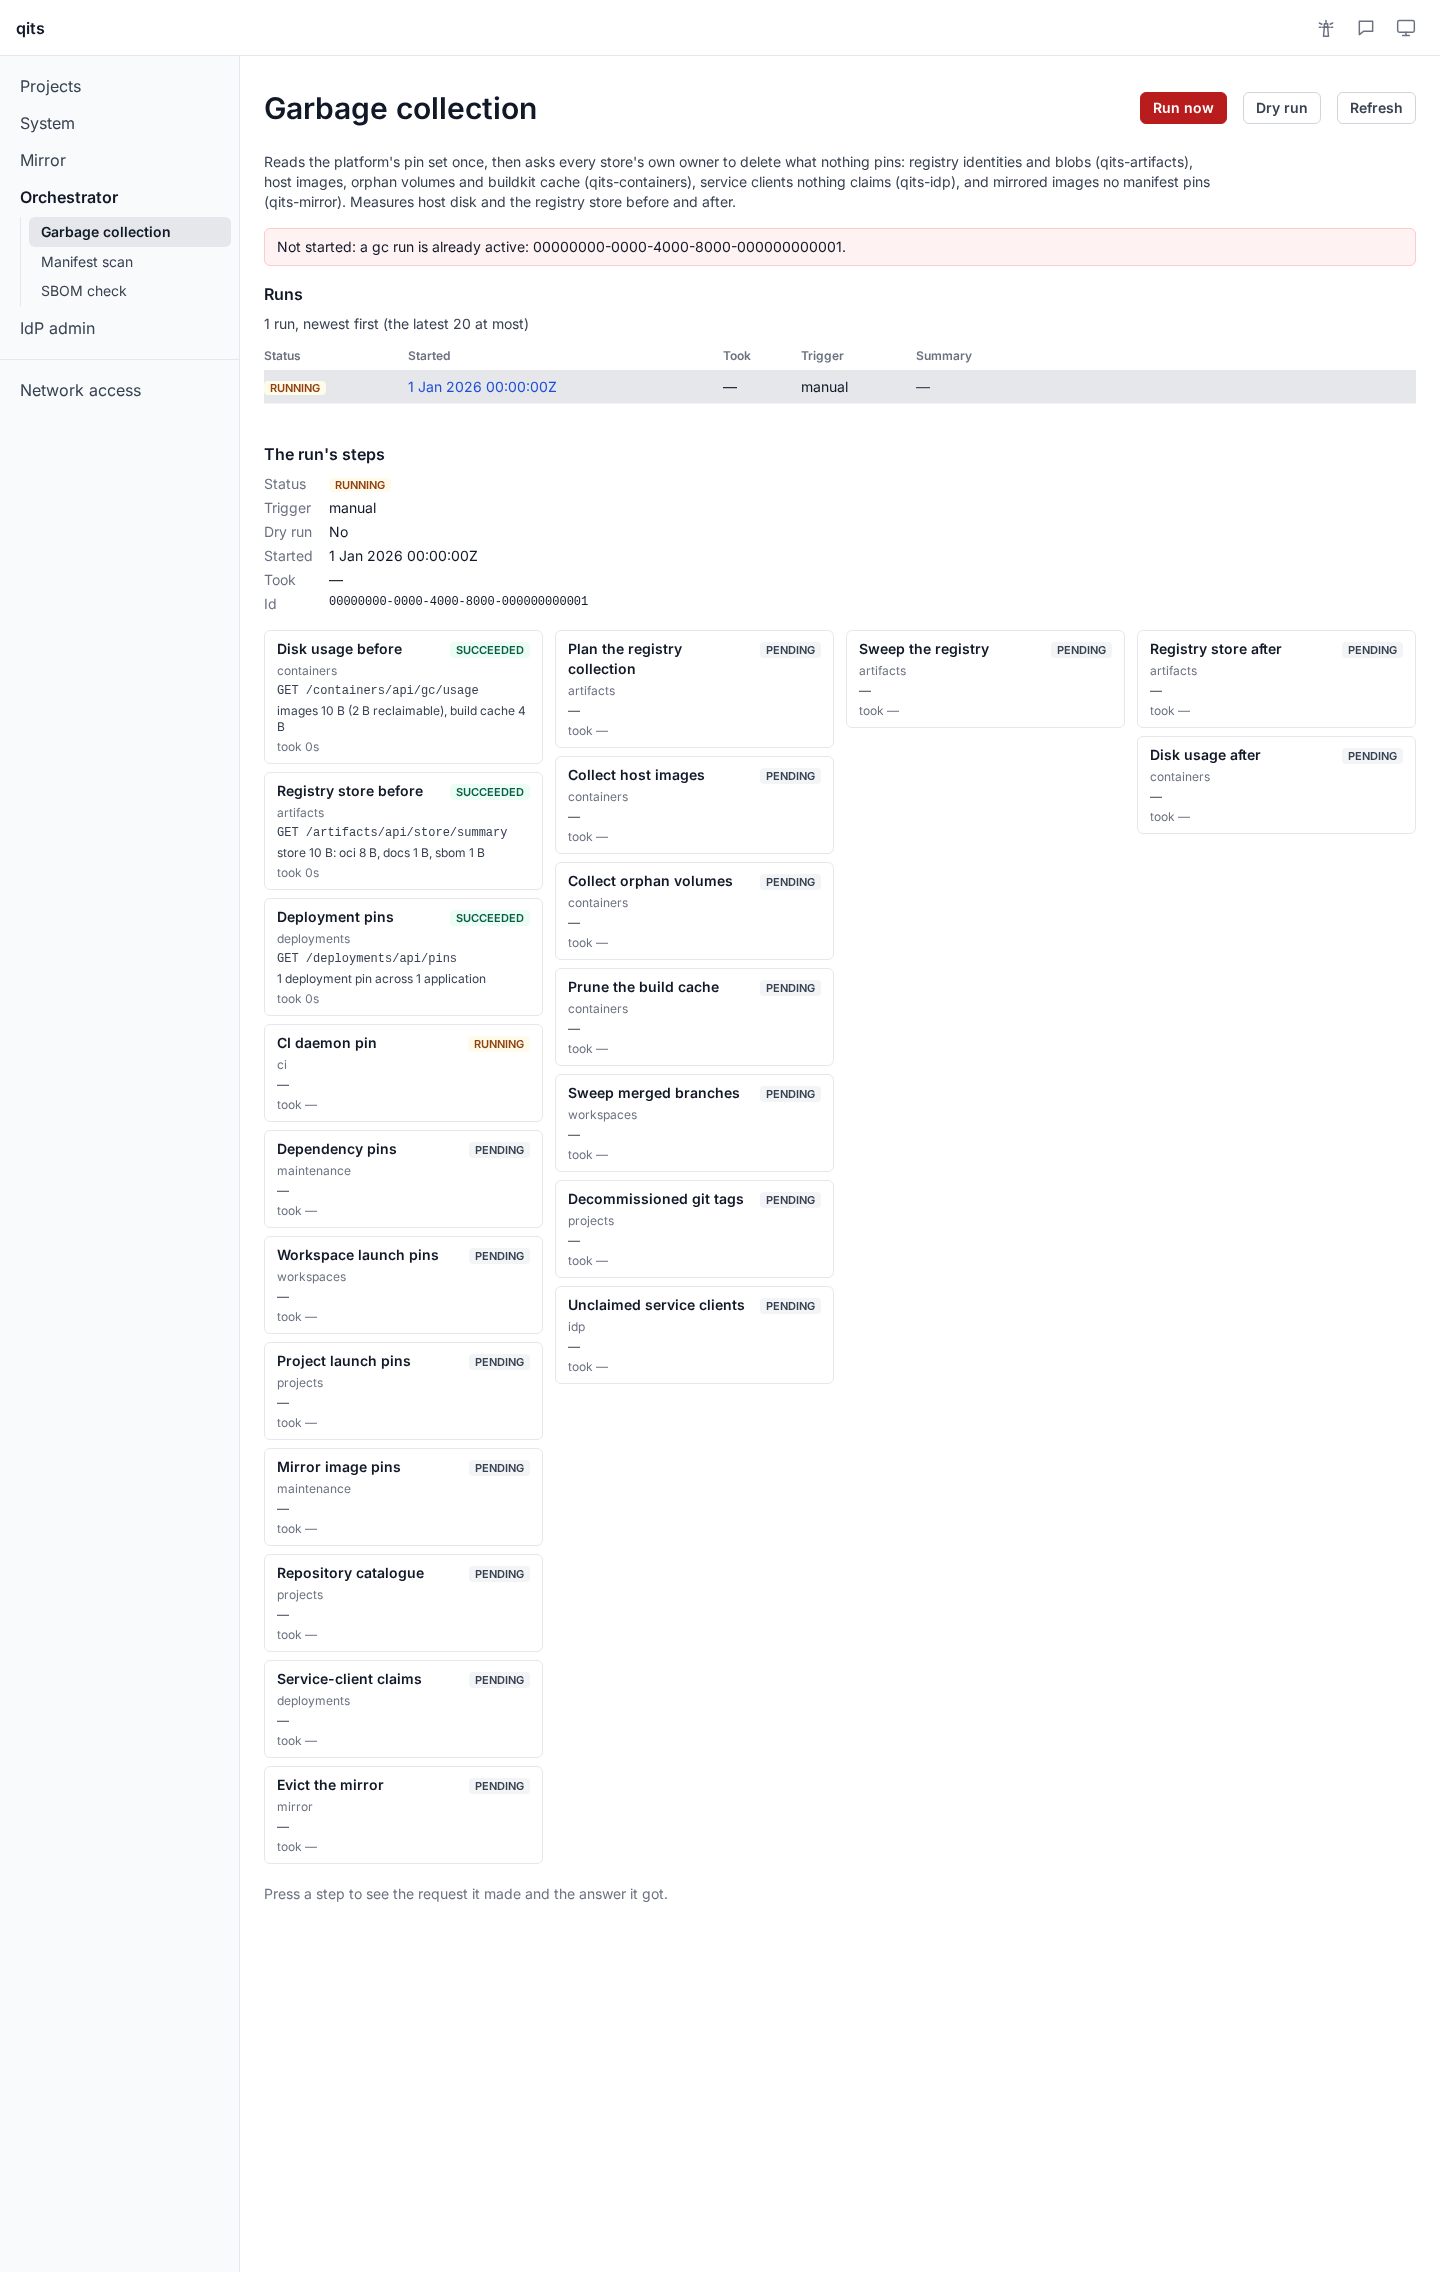 qits
Projects
System
Mirror
Orchestrator
Garbage collection
Manifest scan
SBOM check
IdP admin
Network access
Garbage collection
Run now
Dry run
Refresh
Reads the platform's pin set once, then asks every store's own owner to delete what nothing pins: registry identities and blobs (qits-artifacts),
host images, orphan volumes and buildkit cache (qits-containers), service clients nothing claims (qits-idp), and mirrored images no manifest pins
(qits-mirror). Measures host disk and the registry store before and after.
Not started: a gc run is already active: 00000000-0000-4000-8000-000000000001.
Runs
1 run, newest first (the latest 20 at most)
Status Started Took Trigger Summary
RUNNING 1 Jan 2026 00:00:00Z — manual —
The run's steps
Status RUNNING
Trigger manual
Dry run No
Started 1 Jan 2026 00:00:00Z
Took —
Id 00000000-0000-4000-8000-000000000001
Disk usage before SUCCEEDED
containers
GET /containers/api/gc/usage
images 10 B (2 B reclaimable), build cache 4
B
took 0s
Registry store before SUCCEEDED
artifacts
GET /artifacts/api/store/summary
store 10 B: oci 8 B, docs 1 B, sbom 1 B
took 0s
Deployment pins SUCCEEDED
deployments
GET /deployments/api/pins
1 deployment pin across 1 application
took 0s
CI daemon pin RUNNING
ci
—
took —
Dependency pins PENDING
maintenance
—
took —
Workspace launch pins PENDING
workspaces
—
took —
Project launch pins PENDING
projects
—
took —
Mirror image pins PENDING
maintenance
—
took —
Repository catalogue PENDING
projects
—
took —
Service-client claims PENDING
deployments
—
took —
Evict the mirror PENDING
mirror
—
took —
Plan the registry PENDING
collection
artifacts
—
took —
Collect host images PENDING
containers
—
took —
Collect orphan volumes PENDING
containers
—
took —
Prune the build cache PENDING
containers
—
took —
Sweep merged branches PENDING
workspaces
—
took —
Decommissioned git tags PENDING
projects
—
took —
Unclaimed service clients PENDING
idp
—
took —
Sweep the registry PENDING
artifacts
—
took —
Registry store after PENDING
artifacts
—
took —
Disk usage after PENDING
containers
—
took —
Press a step to see the request it made and the answer it got.